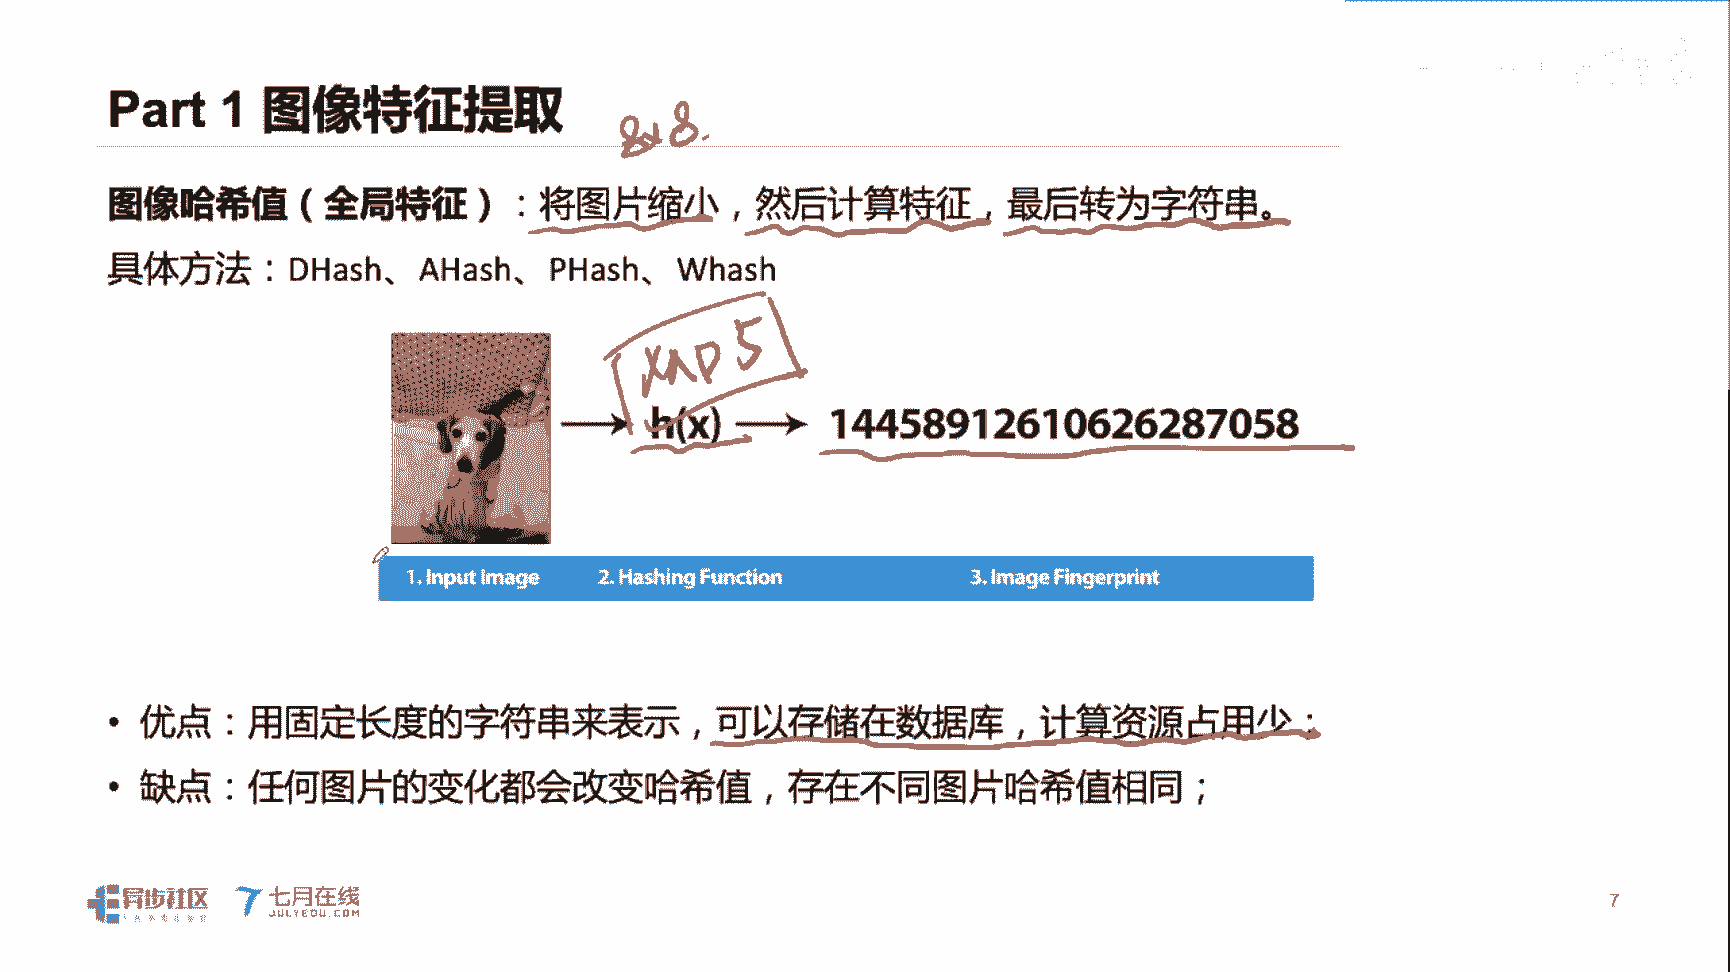 Part 1 图像特征提取
8x8.
图像哈希值（全局特征）：将图片缩小，然后计算特征，最后转为字符串。
具体方法：DHash、AHash、PHash、Whash
MD5
h(x)
14458912610626287058
1. Input Image 2. Hashing Function 3. Image Fingerprint
• 优点：用固定长度的字符串来表示，可以存储在数据库，计算资源占用少；
• 缺点：任何图片的变化都会改变哈希值，存在不同图片哈希值相同；
异步社区 七月在线
JULYEDU.COM
7